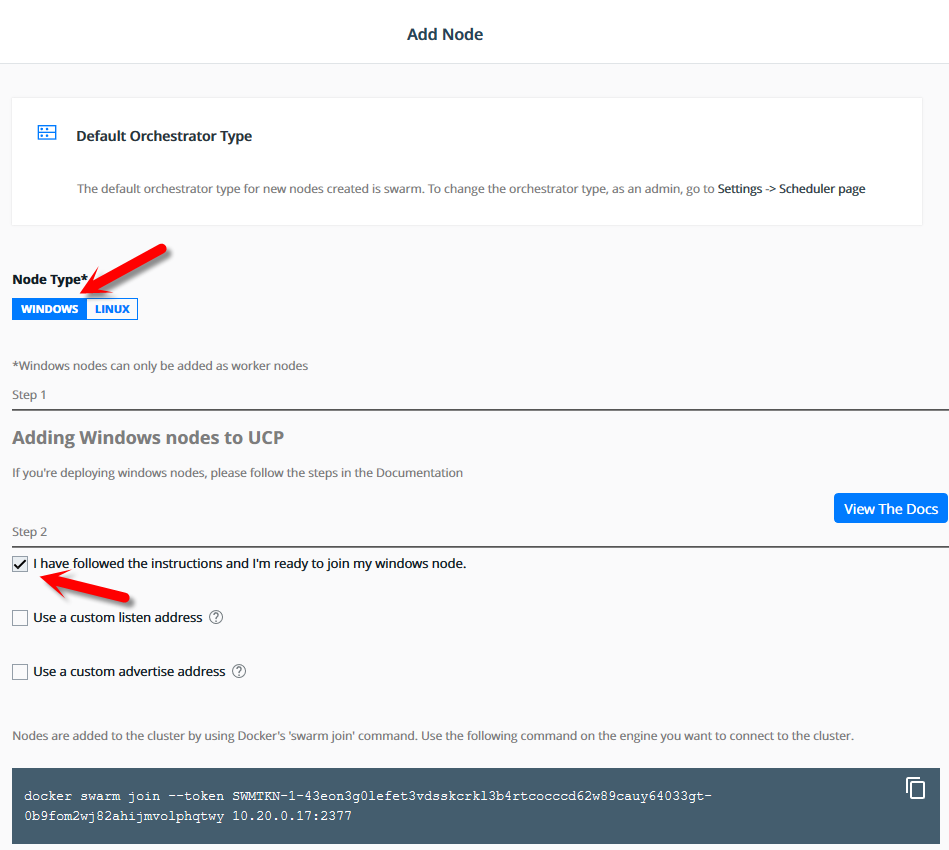 Add Node
Default Orchestrator Type
The default orchestrator type for new nodes created is swarm. To change the orchestrator type, as an admin, go to Settings -> Scheduler page
Node Type*
WINDOWS LINUX
*Windows nodes can only be added as worker nodes
Step 1
Adding Windows nodes to UCP
If you're deploying windows nodes, please follow the steps in the Documentation
View The Docs
Step 2
I have followed the instructions and I'm ready to join my windows node.
Use a custom listen address ?
Use a custom advertise address ?
Nodes are added to the cluster by using Docker's 'swarm join' command. Use the following command on the engine you want to connect to the cluster.
docker swarm join --token SWMTKN-1-43eon3g0lefet3vdsskcrkl3b4rtcocccd62w89cauy64033gt-
0b9fom2wj82ahijmvolphqtwy 10.20.0.17:2377